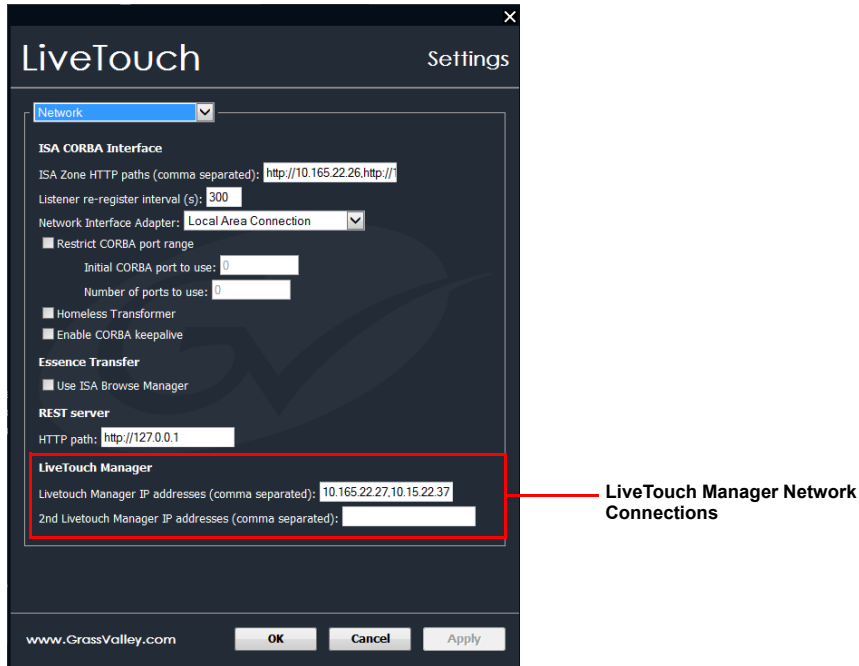 LiveTouch
Settings
Network
ISA CORBA Interface
ISA Zone HTTP paths (comma separated): http://10.165.22.26,http://1
Listener re-register interval (s): 300
Network Interface Adapter: Local Area Connection
Restrict CORBA port range
Initial CORBA port to use: 0
Number of ports to use: 0
Homeless Transformer
Enable CORBA keepalive
Essence Transfer
Use ISA Browse Manager
REST server
HTTP path: http://127.0.0.1
LiveTouch Manager
Livetouch Manager IP addresses (comma separated): 10.165.22.27,10.15.22.37
2nd Livetouch Manager IP addresses (comma separated):
LiveTouch Manager Network
Connections
www.GrassValley.com
OK
Cancel
Apply